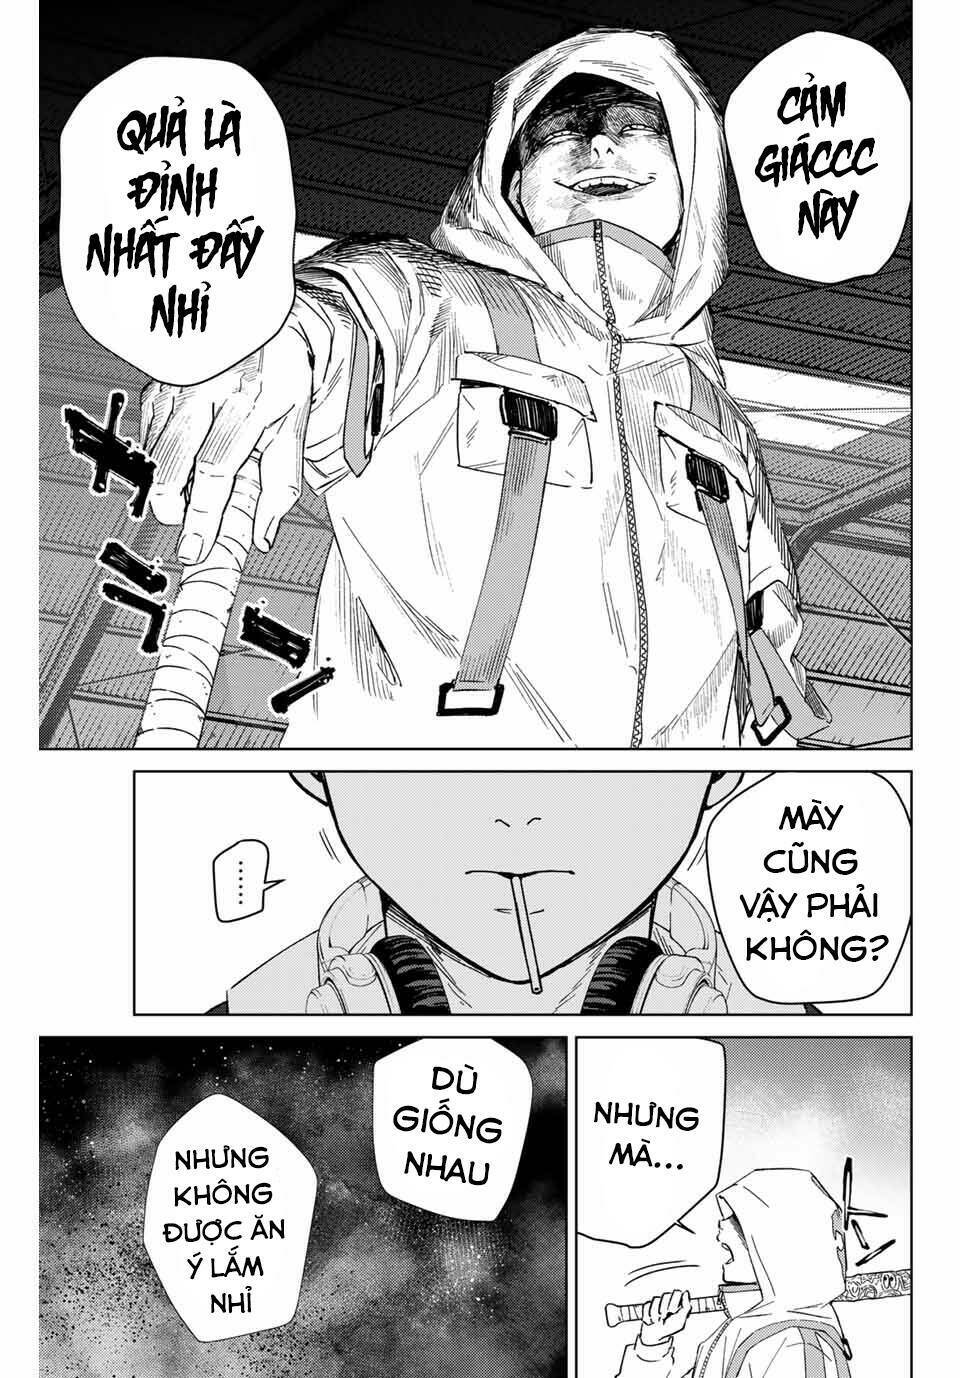 CẢM
GIÁCCC
NÀY
QUẢ LÀ
ĐỈNH
NHẤT ĐẤY
NHỈ
MÀY
CŨNG
VẬY PHẢI
KHÔNG?
......
NHƯNG
MÀ...
DÙ
GIỐNG
NHAU
NHƯNG
KHÔNG
ĐƯỢC ĂN
Ý LẮM
NHỈ